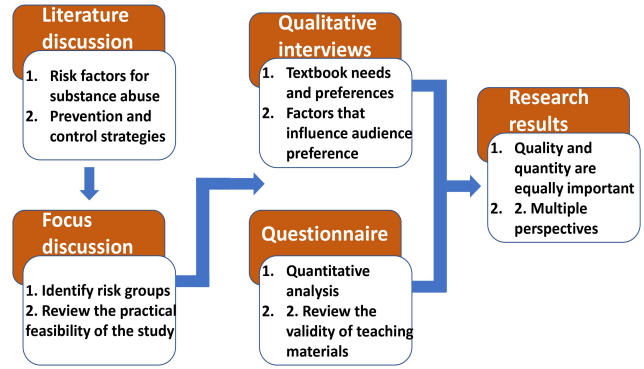 Literature
discussion
1. Risk factors for
substance abuse
2. Prevention and
control strategies
Focus
discussion
1. Identify risk groups
2. Review the practical
feasibility of the study
Qualitative
interviews
1. Textbook needs
and preferences
2. Factors that
influence audience
preference
Questionnaire
1. Quantitative
analysis
2. 2. Review the
validity of teaching
materials
Research
results
1. Quality and
quantity are
equally important
2. 2. Multiple
perspectives